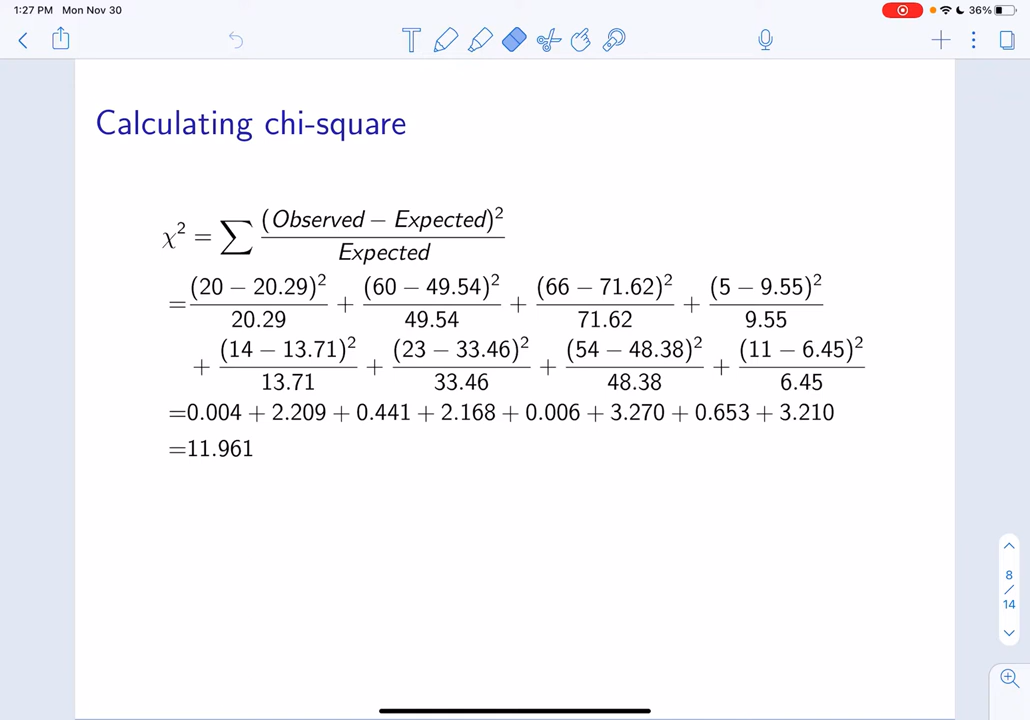 1:27 PM Mon Nov 30 36%
T
Calculating chi-square
χ² = ∑ (Observed − Expected)² / Expected
= (20 − 20.29)² / 20.29 + (60 − 49.54)² / 49.54 + (66 − 71.62)² / 71.62 + (5 − 9.55)² / 9.55
+ (14 − 13.71)² / 13.71 + (23 − 33.46)² / 33.46 + (54 − 48.38)² / 48.38 + (11 − 6.45)² / 6.45
=0.004 + 2.209 + 0.441 + 2.168 + 0.006 + 3.270 + 0.653 + 3.210
=11.961
8
/
14